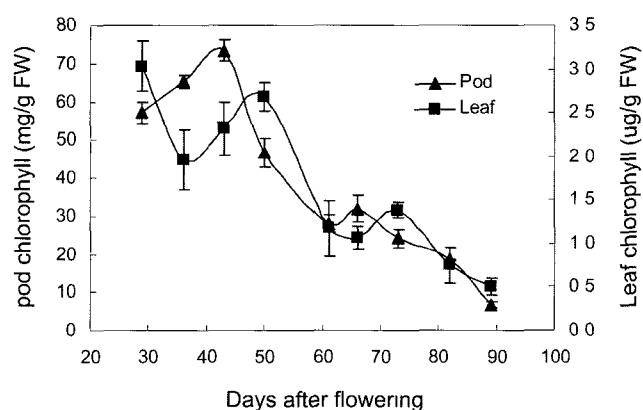 80
70
60
50
40
30
20
10
0
pod chlorophyll (mg/g FW)
3 5
3 0
2 5
2 0
1 5
1 0
0 5
0 0
Leaf chlorophyll (ug/g FW)
Pod
Leaf
20 30 40 50 60 70 80 90 100
Days after flowering